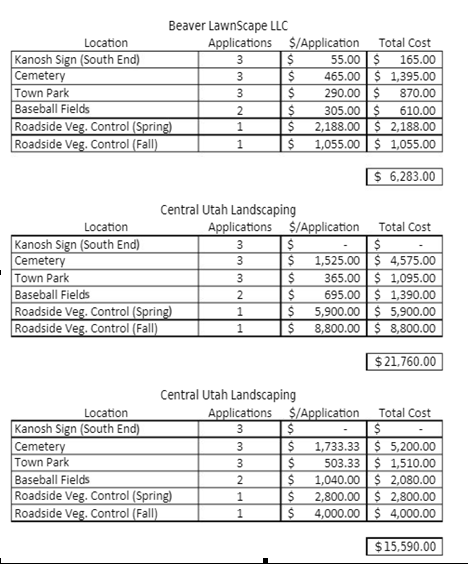 Beaver LawnScape LLC
Location Applications $/Application Total Cost
Kanosh Sign (South End) 3 $ 55.00 $ 165.00
Cemetery 3 $ 465.00 $ 1,395.00
Town Park 3 $ 290.00 $ 870.00
Baseball Fields 2 $ 305.00 $ 610.00
Roadside Veg. Control (Spring) 1 $ 2,188.00 $ 2,188.00
Roadside Veg. Control (Fall) 1 $ 1,055.00 $ 1,055.00
$ 6,283.00
Central Utah Landscaping
Location Applications $/Application Total Cost
Kanosh Sign (South End) 3 $ - $ -
Cemetery 3 $ 1,525.00 $ 4,575.00
Town Park 3 $ 365.00 $ 1,095.00
Baseball Fields 2 $ 695.00 $ 1,390.00
Roadside Veg. Control (Spring) 1 $ 5,900.00 $ 5,900.00
Roadside Veg. Control (Fall) 1 $ 8,800.00 $ 8,800.00
$21,760.00
Central Utah Landscaping
Location Applications $/Application Total Cost
Kanosh Sign (South End) 3 $ - $ -
Cemetery 3 $ 1,733.33 $ 5,200.00
Town Park 3 $ 503.33 $ 1,510.00
Baseball Fields 2 $ 1,040.00 $ 2,080.00
Roadside Veg. Control (Spring) 1 $ 2,800.00 $ 2,800.00
Roadside Veg. Control (Fall) 1 $ 4,000.00 $ 4,000.00
$15,590.00